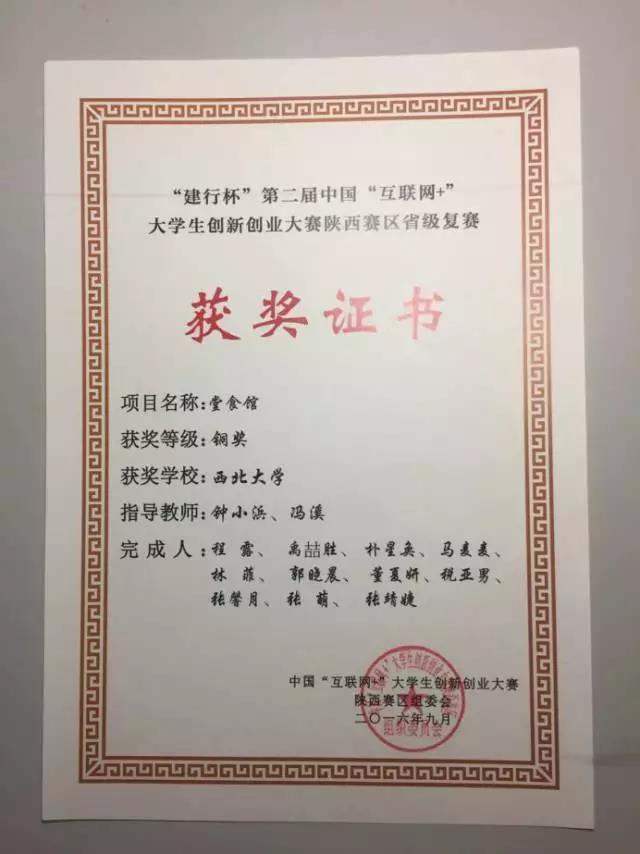 “建行杯”第二届中国“互联网+”
大学生创新创业大赛陕西赛区省级复赛
获奖证书
项目名称:堂食馆
获奖等级:铜奖
获奖学校:西北大学
指导教师:钟小浜、冯溪
完成人:程露、禹喆胜、朴星奂、马麦麦、
林菲、郭晓晨、董夏妍、税亚男、
张馨月、张萌、张靖婕
中国“互联网+”大学生创新创业大赛
陕西赛区组委会
二〇一六年九月
组织委员会